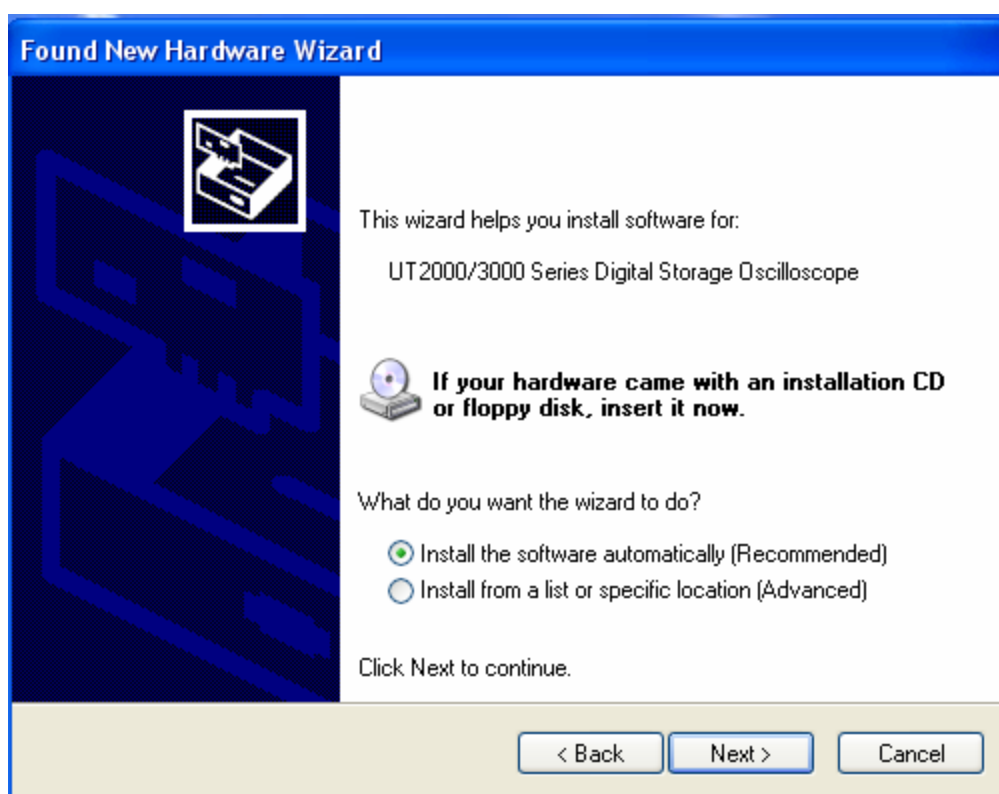 Found New Hardware Wizard
This wizard helps you install software for:
UT2000/3000 Series Digital Storage Oscilloscope
If your hardware came with an installation CD
or floppy disk, insert it now.
What do you want the wizard to do?
Install the software automatically (Recommended)
Install from a list or specific location (Advanced)
Click Next to continue.
< Back Next > Cancel